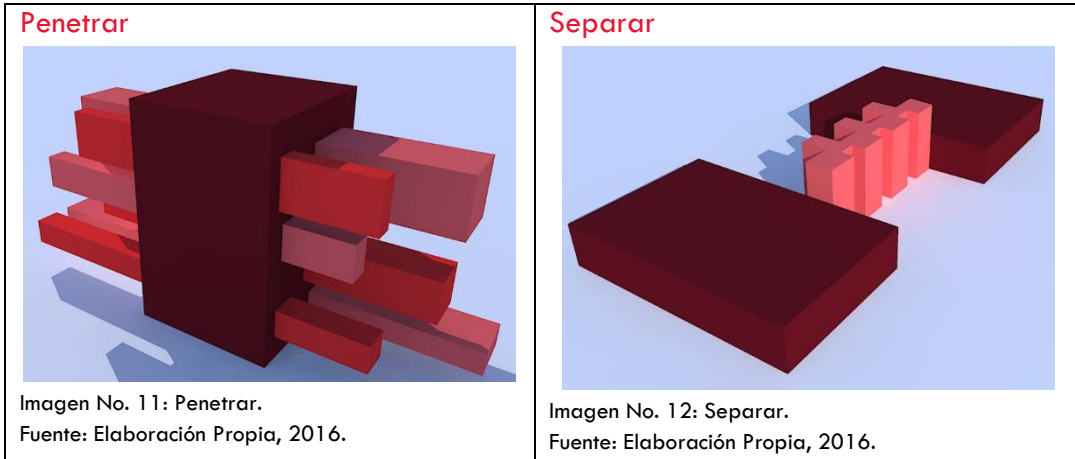 Penetrar
Imagen No. 11: Penetrar.
Fuente: Elaboración Propia, 2016.
Separar
Imagen No. 12: Separar.
Fuente: Elaboración Propia, 2016.